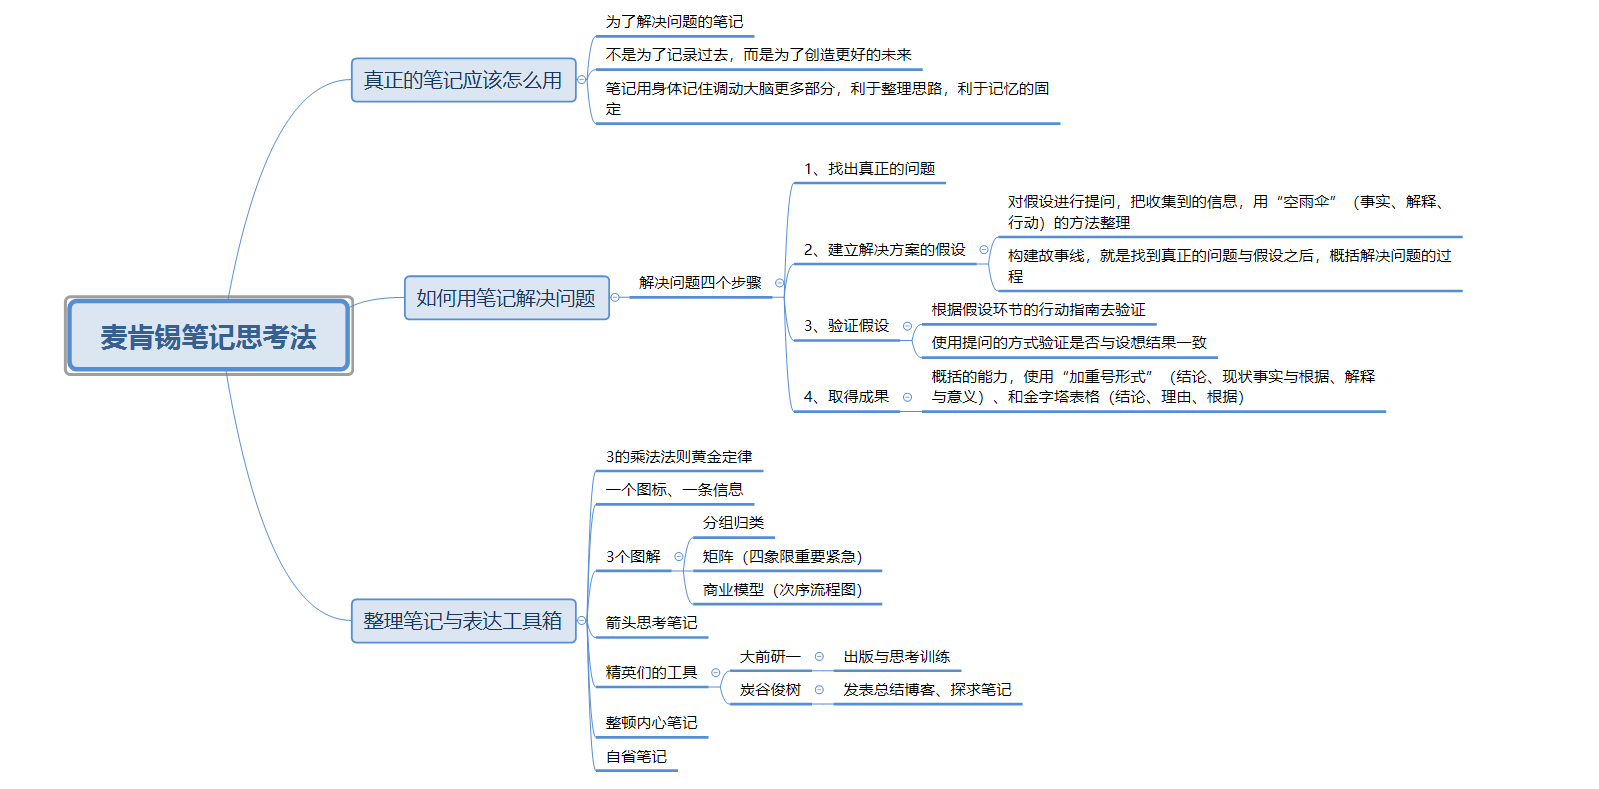 麦肯锡笔记思考法
真正的笔记应该怎么用
为了解决问题的笔记
不是为了记录过去，而是为了创造更好的未来
笔记用身体记住调动大脑更多部分，利于整理思路，利于记忆的固
定
如何用笔记解决问题
解决问题四个步骤
1、找出真正的问题
2、建立解决方案的假设
对假设进行提问，把收集到的信息，用“空雨伞”（事实、解释、
行动）的方法整理
构建故事线，就是找到真正的问题与假设之后，概括解决问题的过
程
3、验证假设
根据假设环节的行动指南去验证
使用提问的方式验证是否与设想结果一致
4、取得成果
概括的能力，使用“加重号形式”（结论、现状事实与根据、解释
与意义）、和金字塔表格（结论、理由、根据）
整理笔记与表达工具箱
3的乘法法则黄金定律
一个图标、一条信息
3个图解
分组归类
矩阵（四象限重要紧急）
商业模型（次序流程图）
箭头思考笔记
精英们的工具
大前研一
出版与思考训练
炭谷俊树
发表总结博客、探求笔记
整顿内心笔记
自省笔记